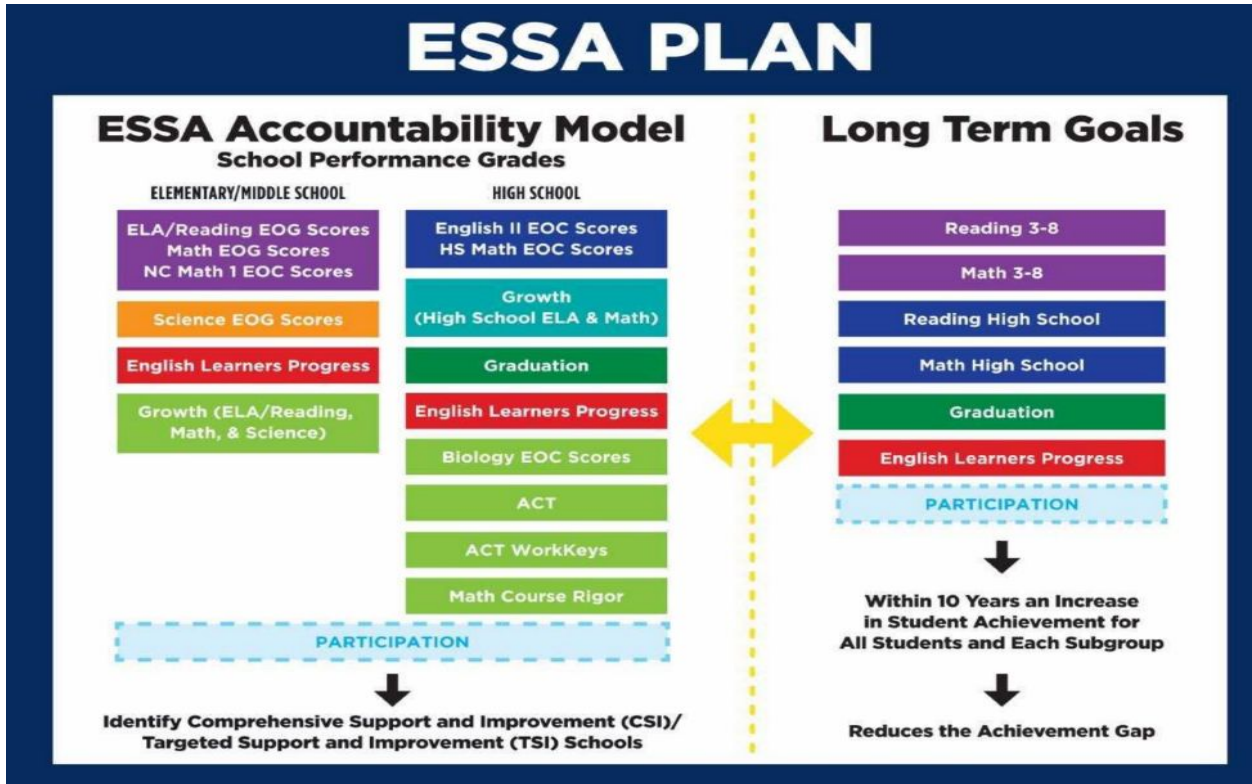 ESSA PLAN
ESSA Accountability Model
School Performance Grades
ELEMENTARY/MIDDLE SCHOOL
ELA/Reading EOG Scores
Math EOG Scores
NC Math 1 EOC Scores
Science EOG Scores
English Learners Progress
Growth (ELA/Reading,
Math, & Science)
HIGH SCHOOL
English II EOC Scores
HS Math EOC Scores
Growth
(High School ELA & Math)
Graduation
English Learners Progress
Biology EOC Scores
ACT
ACT WorkKeys
Math Course Rigor
PARTICIPATION
Identify Comprehensive Support and Improvement (CSI)/
Targeted Support and Improvement (TSI) Schools
Long Term Goals
Reading 3-8
Math 3-8
Reading High School
Math High School
Graduation
English Learners Progress
PARTICIPATION
Within 10 Years an Increase
in Student Achievement for
All Students and Each Subgroup
Reduces the Achievement Gap